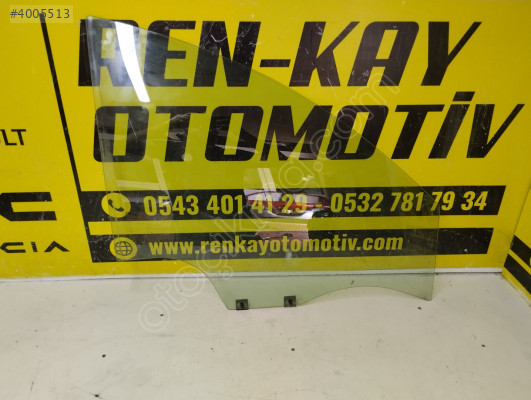 #4005513
REN-KAY
OTOMOTİV
0543 401 41 29 - 0532 781 79 34
www.renkayotomotiv.com